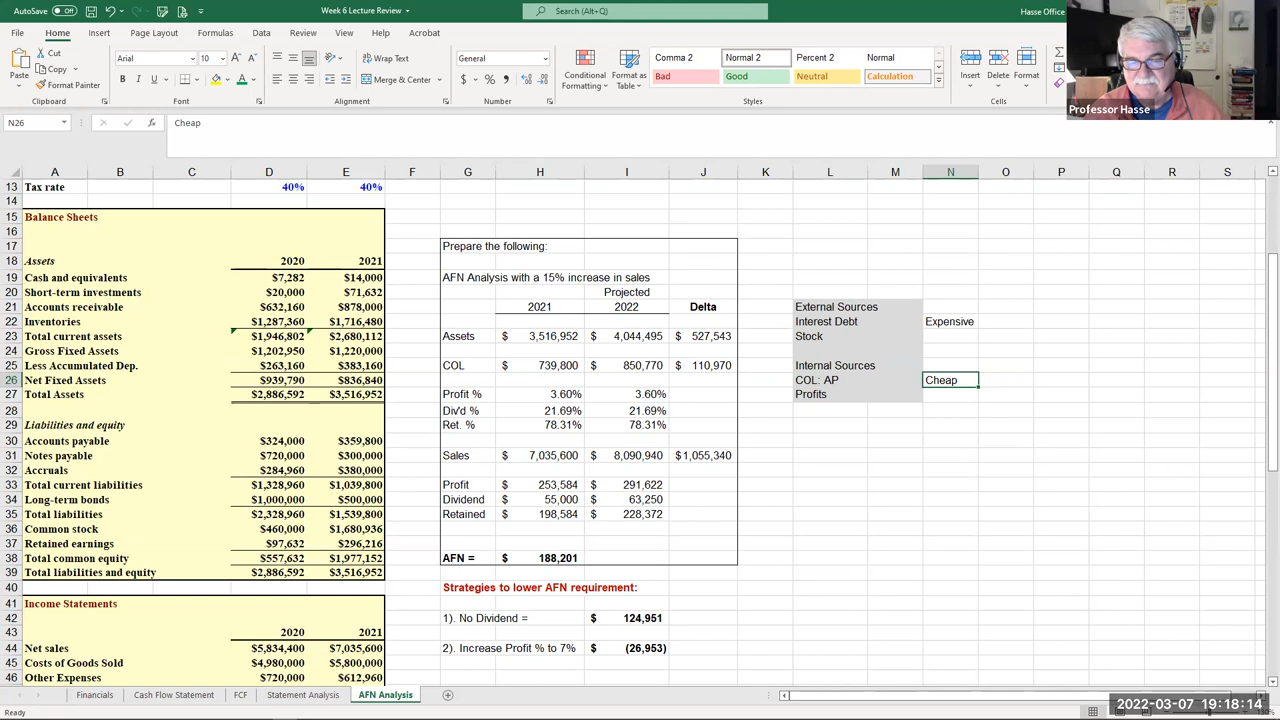 AutoSave Off Week 6 Lecture Review Search (Alt+Q) Hasse Office
File Home Insert Page Layout Formulas Data Review View Help Acrobat
Paste Cut Copy Format Painter
Arial 10
Wrap Text
Merge & Center
General
Conditional Formatting Format as Table
Comma 2 Normal 2 Percent 2 Normal
Bad Good Neutral Calculation
Insert Delete Format
Clipboard Font Alignment Number Styles Cells
Professor Hasse
N26 Cheap
A B C D E F G H I J K L M N O P Q R S
13 Tax rate 40% 40%
14
15 Balance Sheets
16
17 Prepare the following:
18 Assets 2020 2021
19 Cash and equivalents $7,282 $14,000 AFN Analysis with a 15% increase in sales
20 Short-term investments $20,000 $71,632 Projected
21 Accounts receivable $632,160 $878,000 2021 2022 Delta External Sources
22 Inventories $1,287,360 $1,716,480 Interest Debt Expensive
23 Total current assets $1,946,802 $2,680,112 Assets $ 3,516,952 $ 4,044,495 $ 527,543 Stock
24 Gross Fixed Assets $1,202,950 $1,220,000
25 Less Accumulated Dep. $263,160 $383,160 COL $ 739,800 $ 850,770 $ 110,970 Internal Sources
26 Net Fixed Assets $939,790 $836,840 COL: AP Cheap
27 Total Assets $2,886,592 $3,516,952 Profit % 3.60% 3.60% Profits
28 Div'd % 21.69% 21.69%
29 Liabilities and equity Ret. % 78.31% 78.31%
30 Accounts payable $324,000 $359,800
31 Notes payable $720,000 $300,000 Sales $ 7,035,600 $ 8,090,940 $1,055,340
32 Accruals $284,960 $380,000
33 Total current liabilities $1,328,960 $1,039,800 Profit $ 253,584 $ 291,622
34 Long-term bonds $1,000,000 $500,000 Dividend $ 55,000 $ 63,250
35 Total liabilities $2,328,960 $1,539,800 Retained $ 198,584 $ 228,372
36 Common stock $460,000 $1,680,936
37 Retained earnings $97,632 $296,216
38 Total common equity $557,632 $1,977,152 AFN = $ 188,201
39 Total liabilities and equity $2,886,592 $3,516,952
40 Strategies to lower AFN requirement:
41 Income Statements
42 1). No Dividend = $ 124,951
43 2020 2021
44 Net sales $5,834,400 $7,035,600 2). Increase Profit % to 7% $ (26,953)
45 Costs of Goods Sold $4,980,000 $5,800,000
46 Other Expenses $720,000 $612,960
Financials Cash Flow Statement FCF Statement Analysis AFN Analysis
Ready 2022-03-07 19:18:14